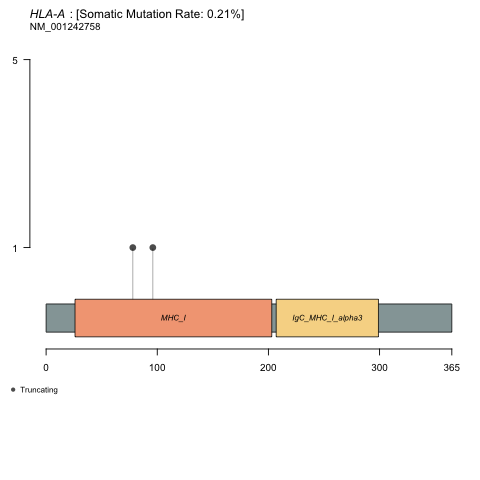 HLA-A : [Somatic Mutation Rate: 0.21%]
NM_001242758
5
1
MHC_I
IgC_MHC_I_alpha3
0 100 200 300 365
Truncating